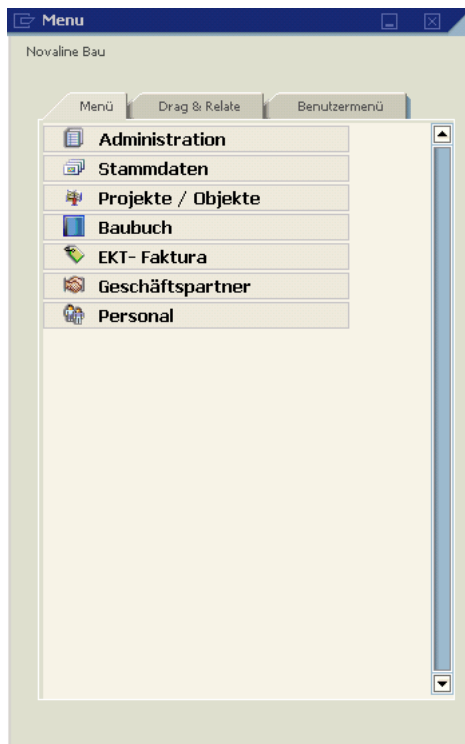 Menu
Novaline Bau
Menü Drag & Relate Benutzermenü
Administration
Stammdaten
Projekte / Objekte
Baubuch
EKT- Faktura
Geschäftspartner
Personal